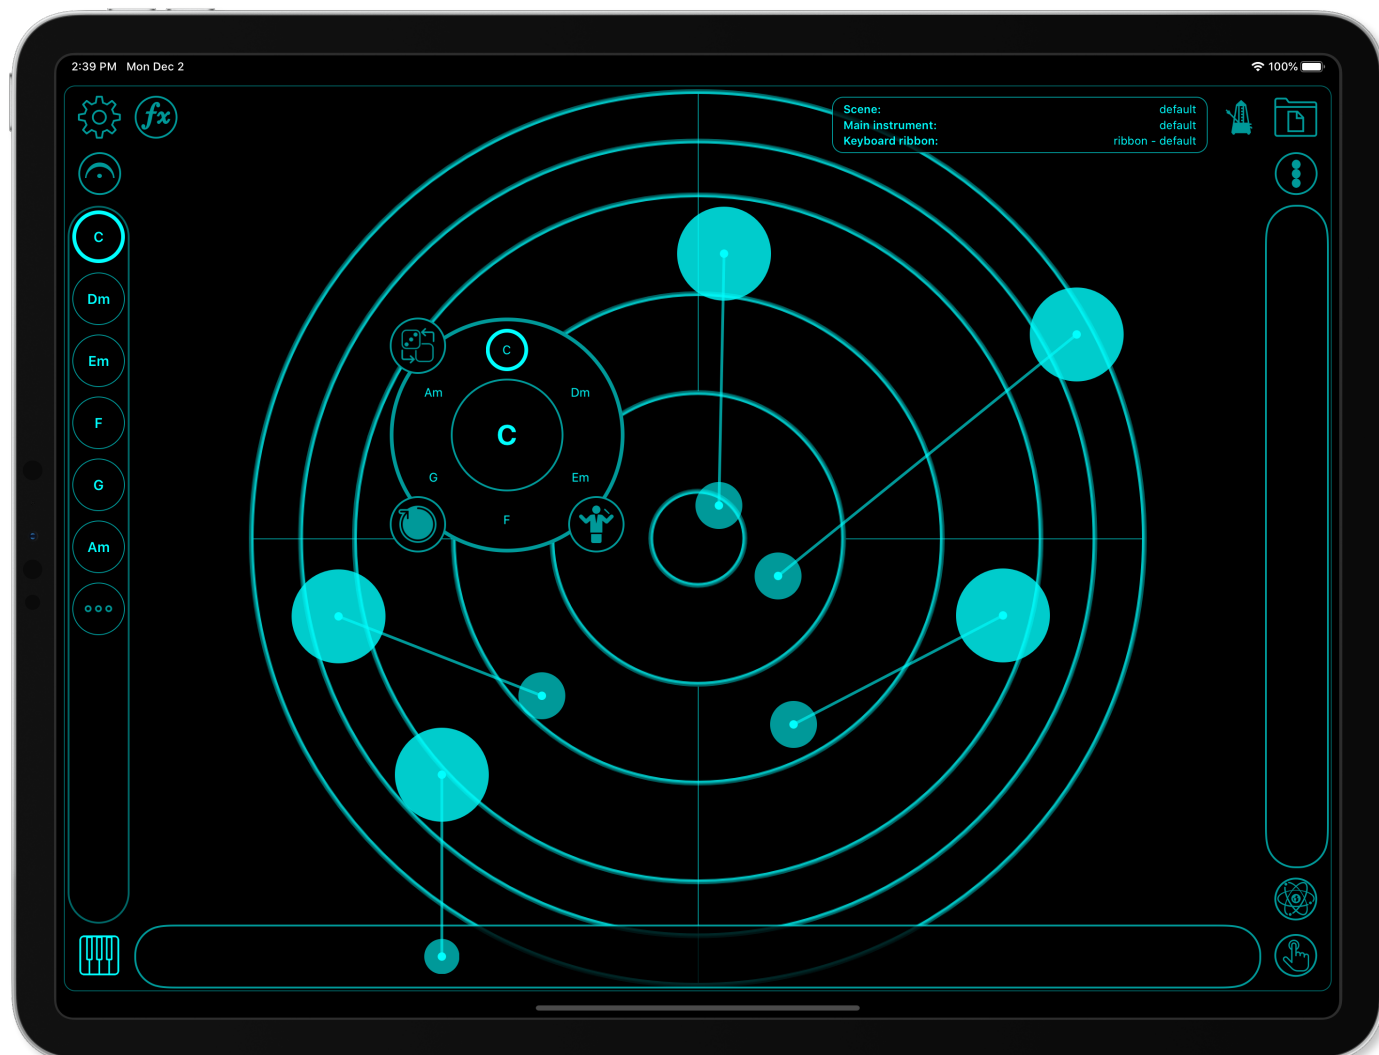 2:39 PM Mon Dec 2
100%
fx
Scene: default
Main instrument: default
Keyboard ribbon: ribbon - default
C
Dm
Em
F
G
Am
C
Am Dm
C
G Em
F